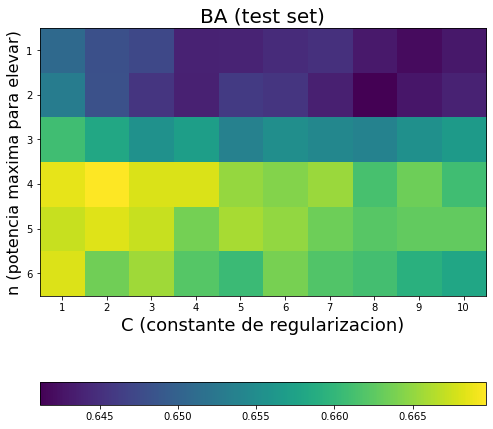 BA (test set)
n (potencia maxima para elevar)
1
2
3
4
5
6
1 2 3 4 5 6 7 8 9 10
C (constante de regularizacion)
0.645 0.650 0.655 0.660 0.665